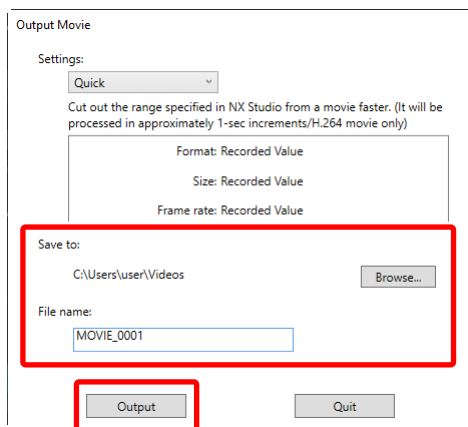 Output Movie
Settings:
Quick
Cut out the range specified in NX Studio from a movie faster. (It will be
processed in approximately 1-sec increments/H.264 movie only)
Format: Recorded Value
Size: Recorded Value
Frame rate: Recorded Value
Save to:
C:\Users\user\Videos
Browse...
File name:
MOVIE_0001
Output
Quit